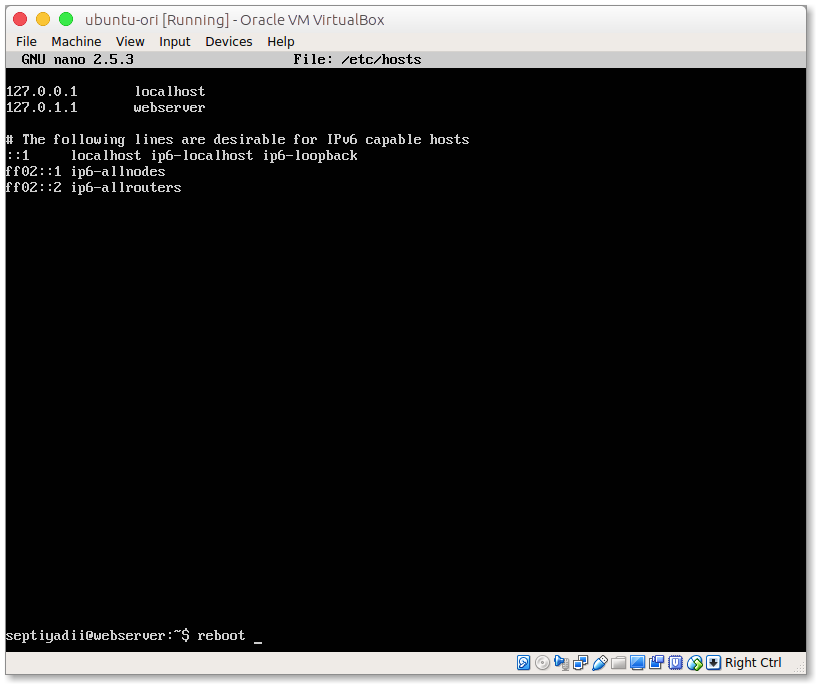 ubuntu-ori [Running] - Oracle VM VirtualBox
File Machine View Input Devices Help
GNU nano 2.5.3 File: /etc/hosts
127.0.0.1 localhost
127.0.1.1 webserver
# The following lines are desirable for IPv6 capable hosts
::1 localhost ip6-localhost ip6-loopback
ff02::1 ip6-allnodes
ff02::2 ip6-allrouters
septiyadii@webserver:~$ reboot _
Right Ctrl